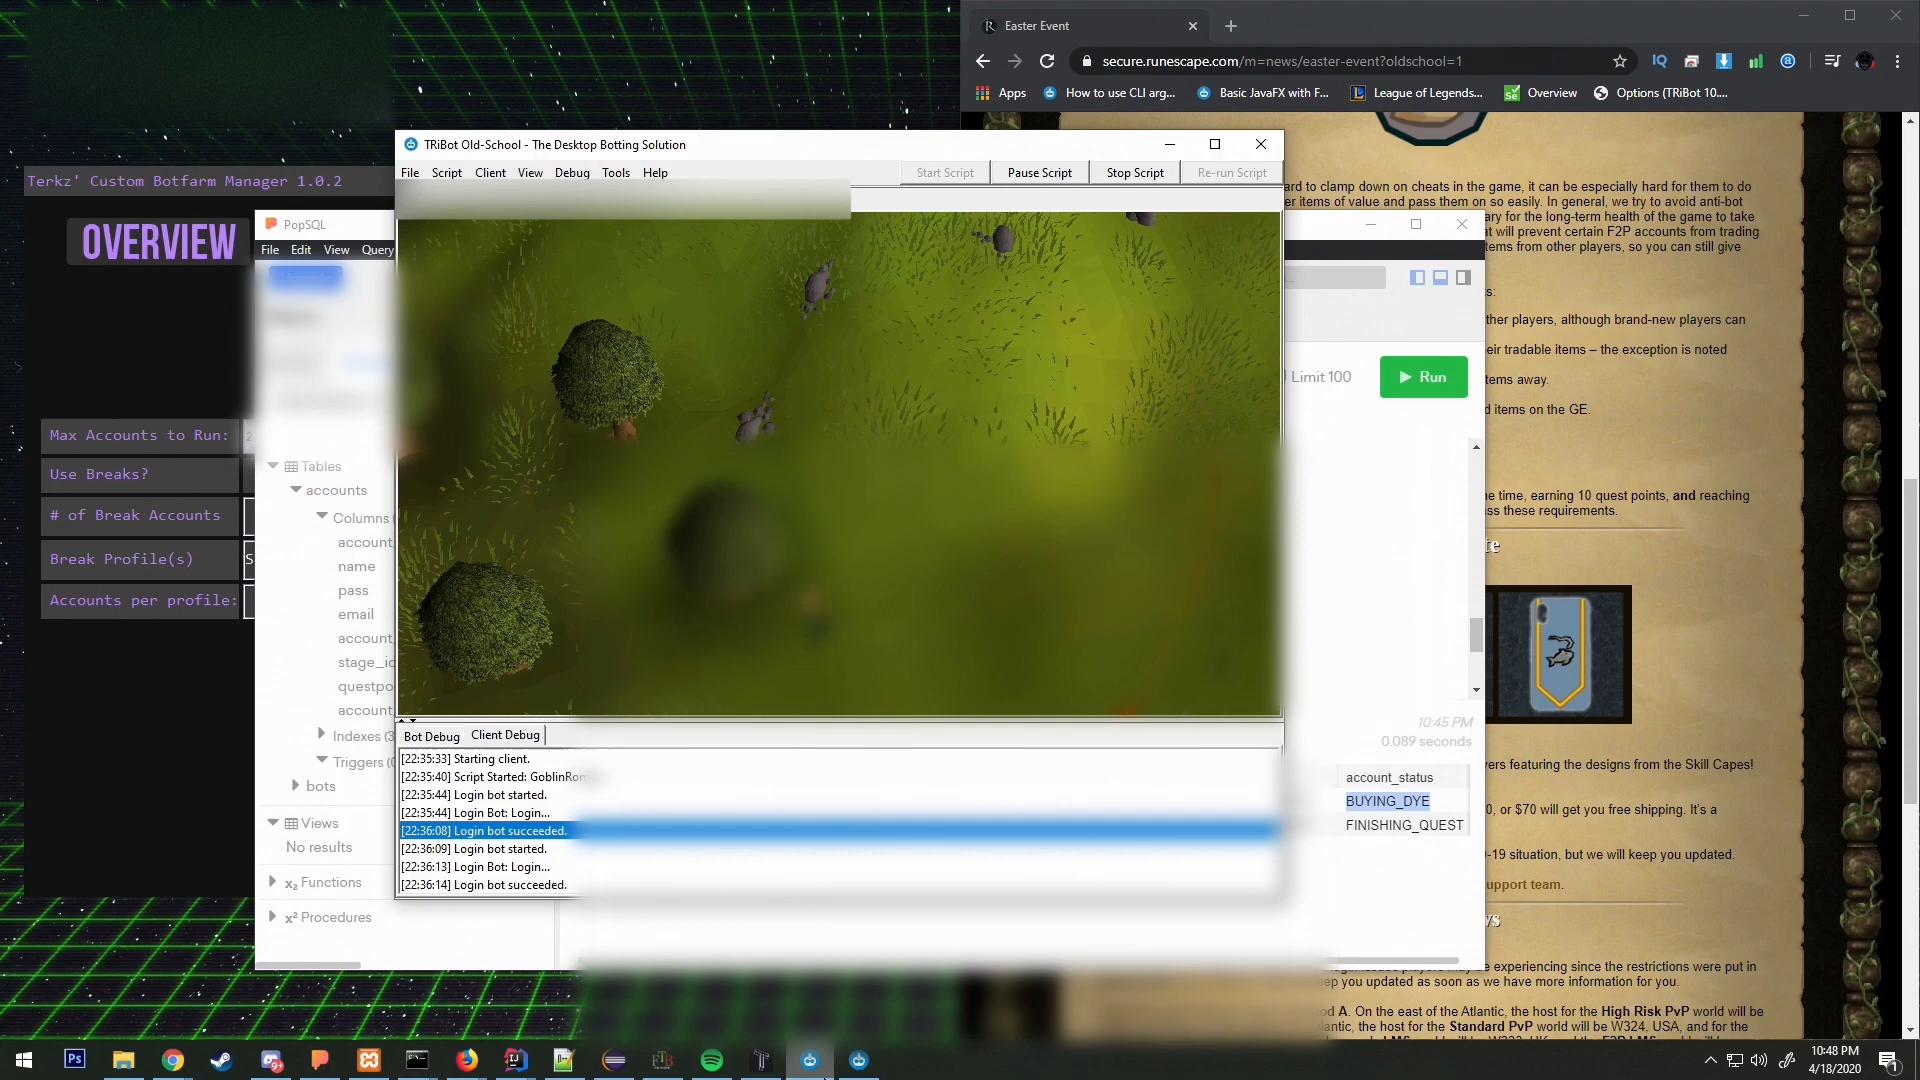 Easter Event
secure.runescape.com/m=news/easter-event?oldschool=1
Apps
How to use CLI arg...
Basic JavaFX with F...
League of Legends...
Overview
Options (TRiBot 10....
TRiBot Old-School - The Desktop Botting Solution
File Script Client View Debug Tools Help
Start Script
Pause Script
Stop Script
Re-run Script
Terkz' Custom Botfarm Manager 1.0.2
OVERVIEW
Max Accounts to Run:
Use Breaks?
# of Break Accounts
Break Profile(s)
Accounts per profile:
PopSQL
File Edit View Query
Tables
accounts
Columns
account
name
pass
email
account
questpo
account
Indexes
Triggers
bots
Views
No results
x₂ Functions
x² Procedures
Limit 100
Run
10:45 PM
0.089 seconds
account_status
BUYING_DYE
FINISHING_QUEST
Bot Debug
Client Debug
[22:35:33] Starting client.
[22:35:40] Script Started:
[22:35:44] Login bot started.
[22:35:44] Login Bot: Login...
[22:36:08] Login bot succeeded.
[22:36:09] Login bot started.
[22:36:13] Login Bot: Login...
[22:36:14] Login bot succeeded.
to clamp down on cheats in the game, it can be especially hard for them to do
items of value and pass them on so easily. In general, we try to avoid anti-bot
for the long-term health of the game to take
will prevent certain F2P accounts from trading
items from other players, so you can still give
players, although brand-new players can
tradable items – the exception is noted
items away.
items on the GE.
time, earning 10 quest points, and reaching
these requirements.
featuring the designs from the Skill Capes!
or $70 will get you free shipping. It's a
situation, but we will keep you updated.
support team.
be experiencing since the restrictions were put in
you updated as soon as we have more information for you.
A. On the east of the Atlantic, the host for the High Risk PvP world will be
the host for the Standard PvP world will be W324, USA, and for the
10:48 PM
4/18/2020